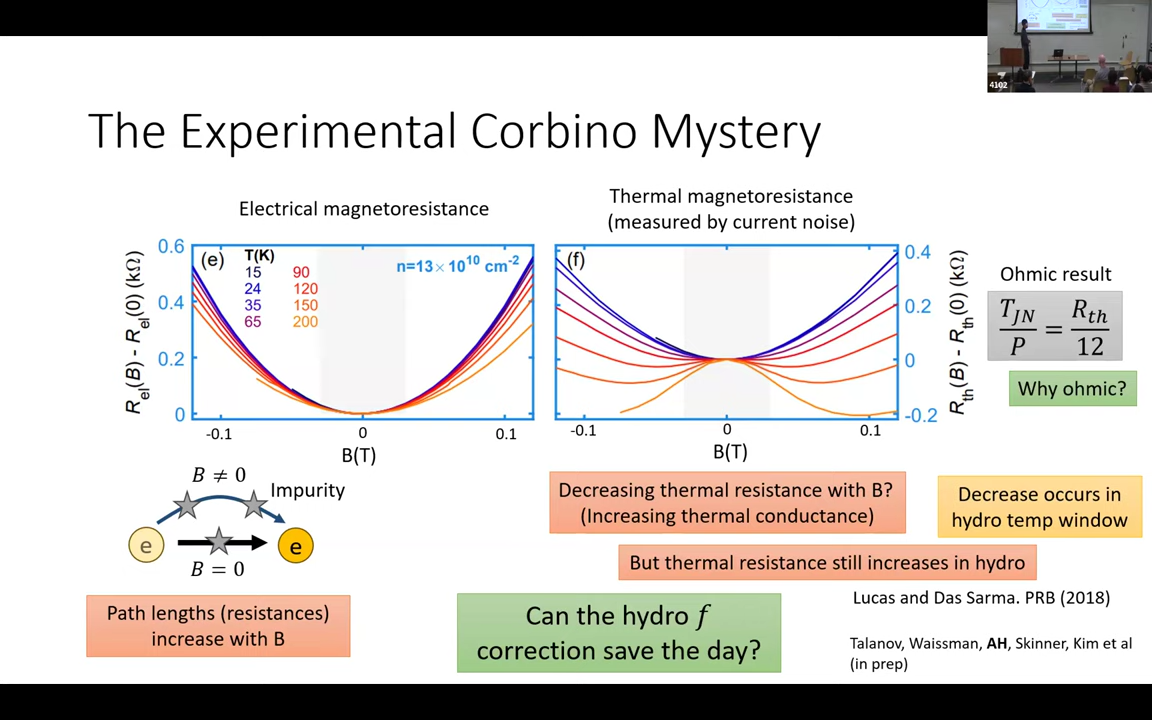 4102
The Experimental Corbino Mystery
Electrical magnetoresistance
Thermal magnetoresistance
(measured by current noise)
R_el(B) - R_el(0) (kΩ)
0.6
0.4
0.2
0
(e)
T(K)
15 90
24 120
35 150
65 200
n=13×10^10 cm^-2
-0.1 0 0.1
B(T)
(f)
0.4
0.2
0
-0.2
R_th(B) - R_th(0) (kΩ)
-0.1 0 0.1
B(T)
Ohmic result
T_JN/P = R_th/12
Why ohmic?
B ≠ 0
Impurity
e e
B = 0
Path lengths (resistances)
increase with B
Decreasing thermal resistance with B?
(Increasing thermal conductance)
Decrease occurs in
hydro temp window
But thermal resistance still increases in hydro
Can the hydro f
correction save the day?
Lucas and Das Sarma. PRB (2018)
Talanov, Waissman, AH, Skinner, Kim et al
(in prep)